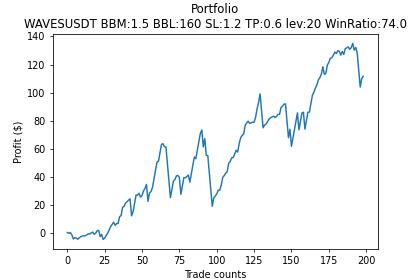 Portfolio
WAVESUSDT BBM:1.5 BBL:160 SL:1.2 TP:0.6 lev:20 WinRatio:74.0
140
120
100
80
60
40
20
0
Profit ($)
0 25 50 75 100 125 150 175 200
Trade counts